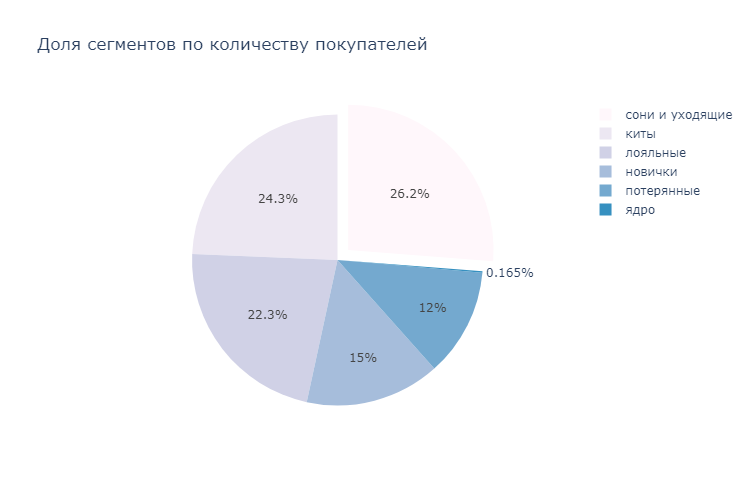 Доля сегментов по количеству покупателей
сони и уходящие
киты
лояльные
новички
потерянные
ядро
24.3%
26.2%
0.165%
12%
22.3%
15%